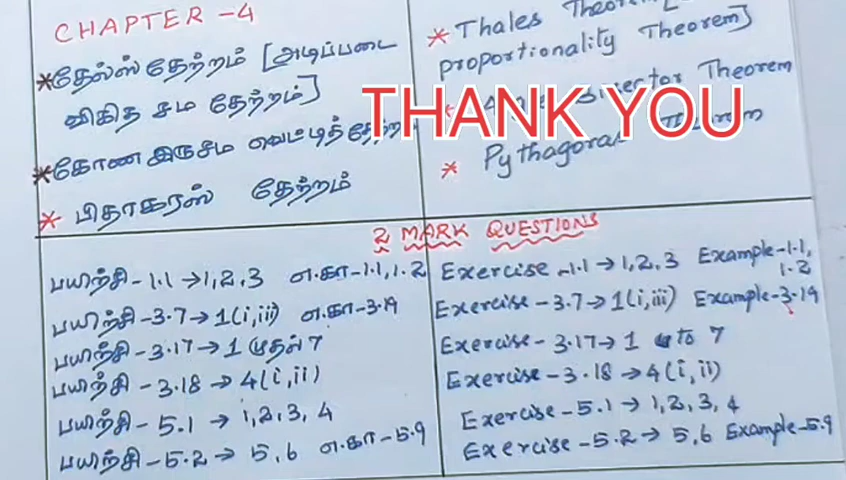 CHAPTER -4
*தேல்ஸ் தேற்றம் [அடிப்படை
விகித சம தேற்றம்]
*கோண இருசம வெட்டித் தேற்றம்
* பிதாகரஸ் தேற்றம்
* Thales Theorem [
proportionality Theorem]
* Bisector Theorem
* Pythagoras Theorem
THANK YOU
2 MARK QUESTIONS
பயிற்சி - 1.1 → 1, 2, 3 எ.கா - 1.1, 1.2
பயிற்சி - 3.7 → 1(i, iii) எ.கா - 3.19
பயிற்சி - 3.17 → 1 முதல் 7
பயிற்சி - 3.18 → 4(i, ii)
பயிற்சி - 5.1 → 1, 2, 3, 4
பயிற்சி - 5.2 → 5, 6 எ.கா - 5.9
Exercise - 1.1 → 1, 2, 3 Example - 1.1,
1.2
Exercise - 3.7 → 1(i, iii) Example - 3.19
Exercise - 3.17 → 1 to 7
Exercise - 3.18 → 4(i, ii)
Exercise - 5.1 → 1, 2, 3, 4
Exercise - 5.2 → 5, 6 Example - 5.9